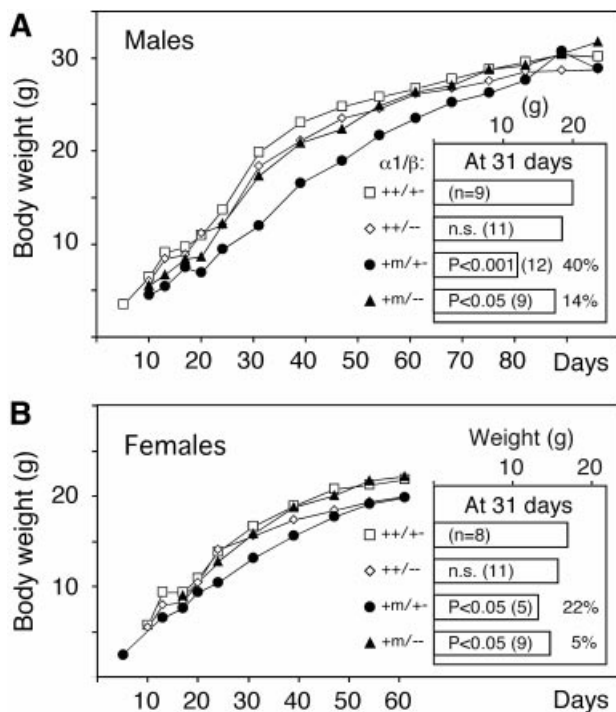 A
Males
Body weight (g)
30
20
10
10 20 30 40 50 60 70 80 Days
(g)
10 20
α1/β:
At 31 days
++/+- (n=9)
++/-- n.s. (11)
+m/+- P<0.001 (12) 40%
+m/-- P<0.05 (9) 14%
B
Females
Body weight (g)
20
10
10 20 30 40 50 60 Days
Weight (g)
10 20
At 31 days
++/+- (n=8)
++/-- n.s. (11)
+m/+- P<0.05 (5) 22%
+m/-- P<0.05 (9) 5%